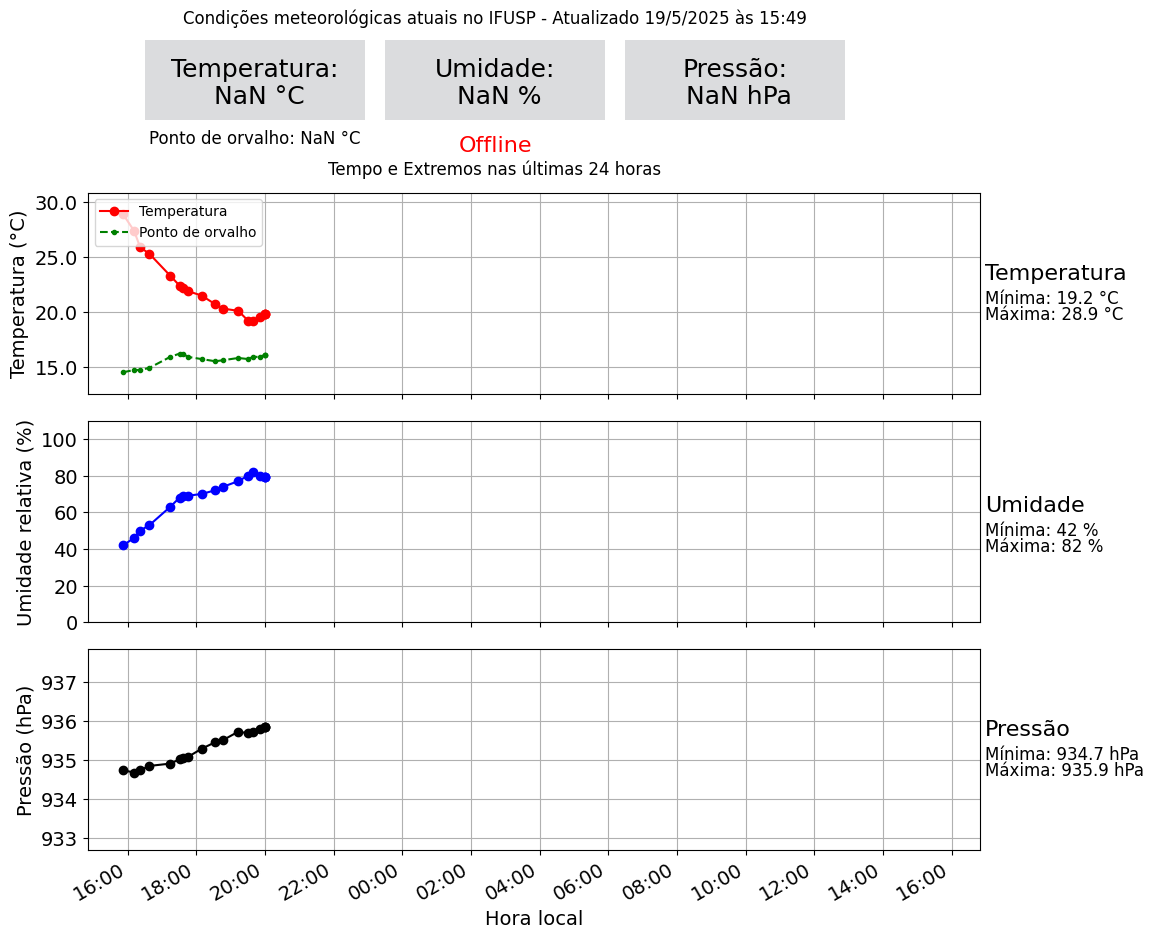 Condições meteorológicas atuais no IFUSP - Atualizado 19/5/2025 às 15:49
Temperatura:
NaN °C
Umidade:
NaN %
Pressão:
NaN hPa
Ponto de orvalho: NaN °C
Offline
Tempo e Extremos nas últimas 24 horas
Temperatura (°C)
30.0
25.0
20.0
15.0
Temperatura
Ponto de orvalho
Temperatura
Mínima: 19.2 °C
Máxima: 28.9 °C
Umidade relativa (%)
100
80
60
40
20
0
Umidade
Mínima: 42 %
Máxima: 82 %
Pressão (hPa)
937
936
935
934
933
Pressão
Mínima: 934.7 hPa
Máxima: 935.9 hPa
16:00 18:00 20:00 22:00 00:00 02:00 04:00 06:00 08:00 10:00 12:00 14:00 16:00
Hora local